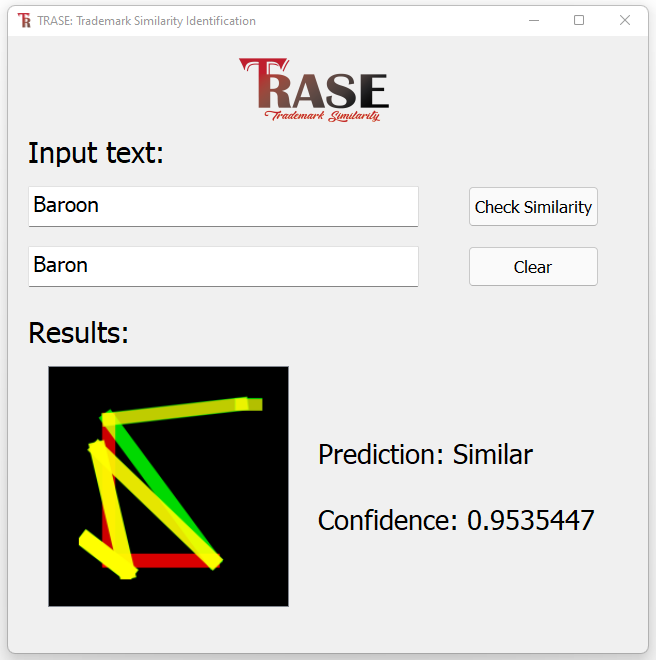 TRASE: Trademark Similarity Identification
TRASE
Trademark Similarity
Input text:
Baroon
Check Similarity
Baron
Clear
Results:
Prediction: Similar
Confidence: 0.9535447